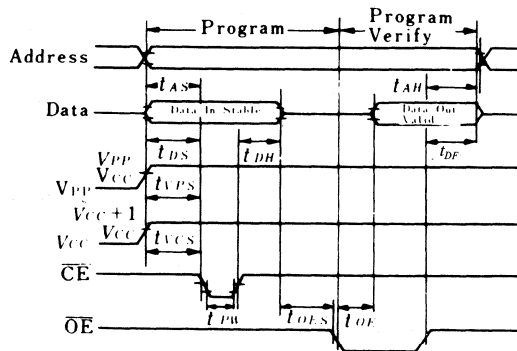 Program
Program
Verify
Address
tAS
tAH
Data
Data In Stable
Data Out
Valid
tDS
tDH
tDF
VPP
VPP
VCC
tVPS
VCC + 1
VCC
VCC
tVCS
CE
tPW
tOES
tOE
OE